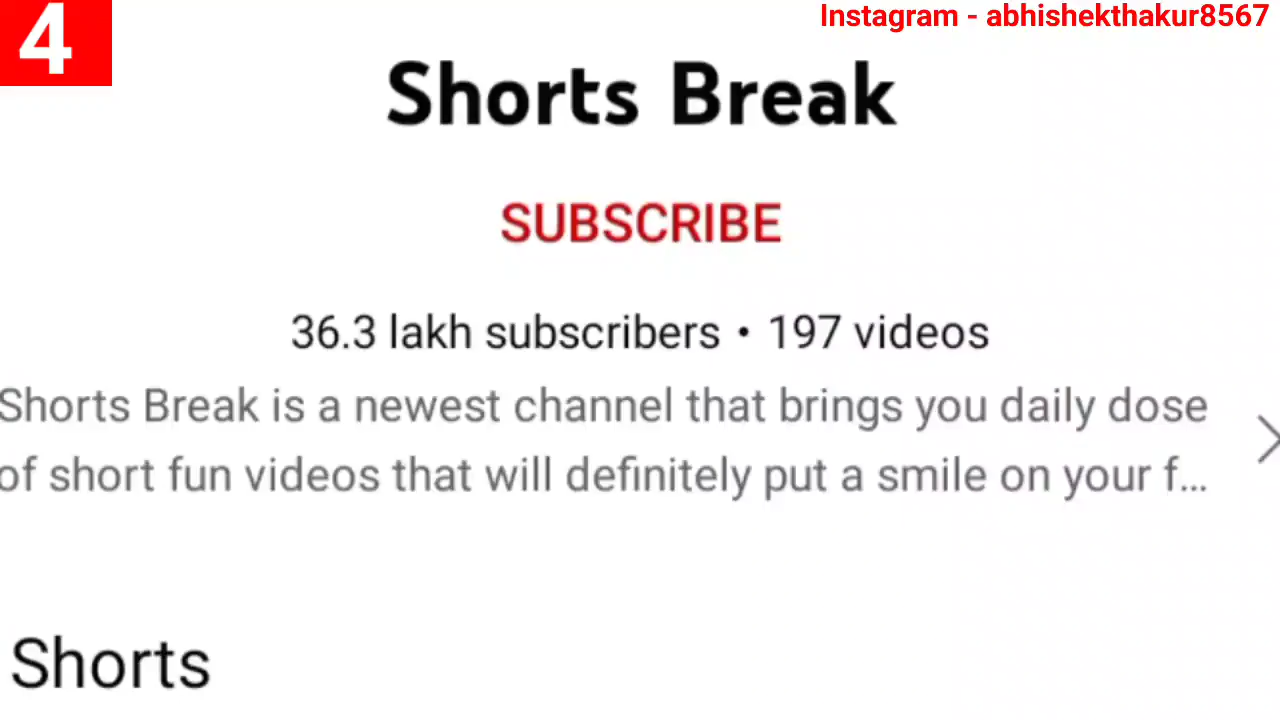 4
Instagram - abhishekthakur8567
Shorts Break
SUBSCRIBE
36.3 lakh subscribers • 197 videos
Shorts Break is a newest channel that brings you daily dose
of short fun videos that will definitely put a smile on your f...
Shorts